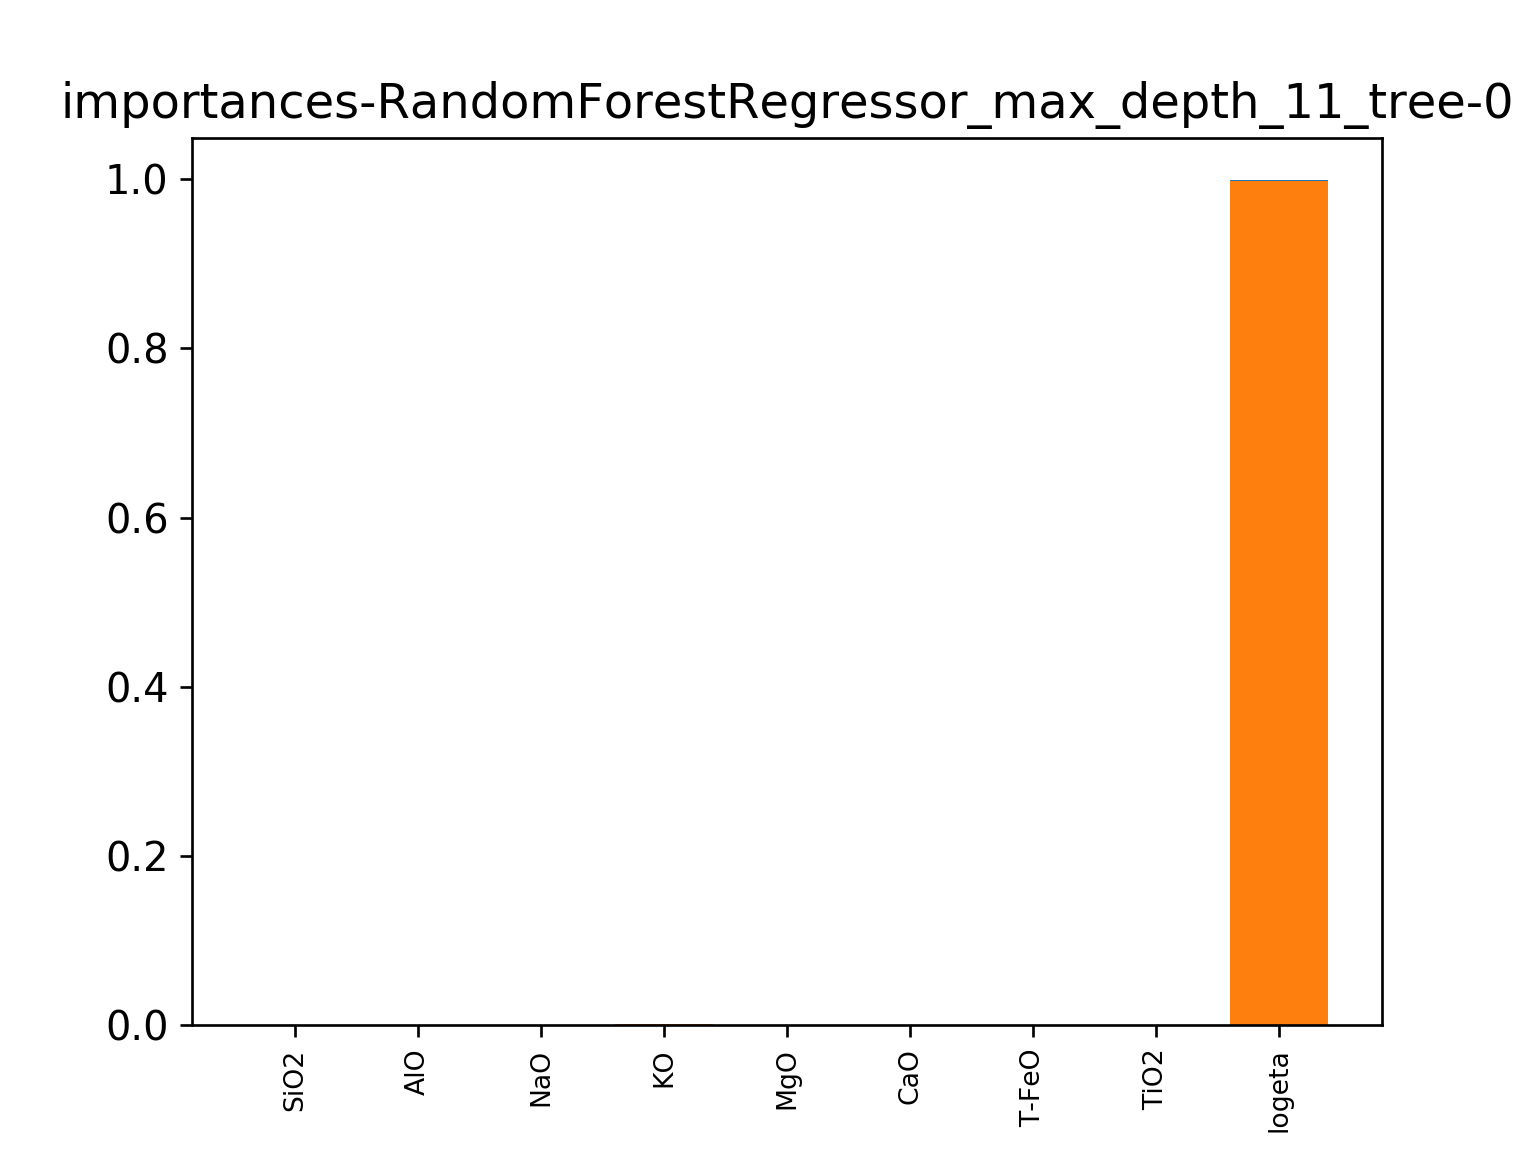 importances-RandomForestRegressor_max_depth_11_tree-0
1.0
0.8
0.6
0.4
0.2
0.0
SiO2
AlO
NaO
KO
MgO
CaO
T-FeO
TiO2
logeta